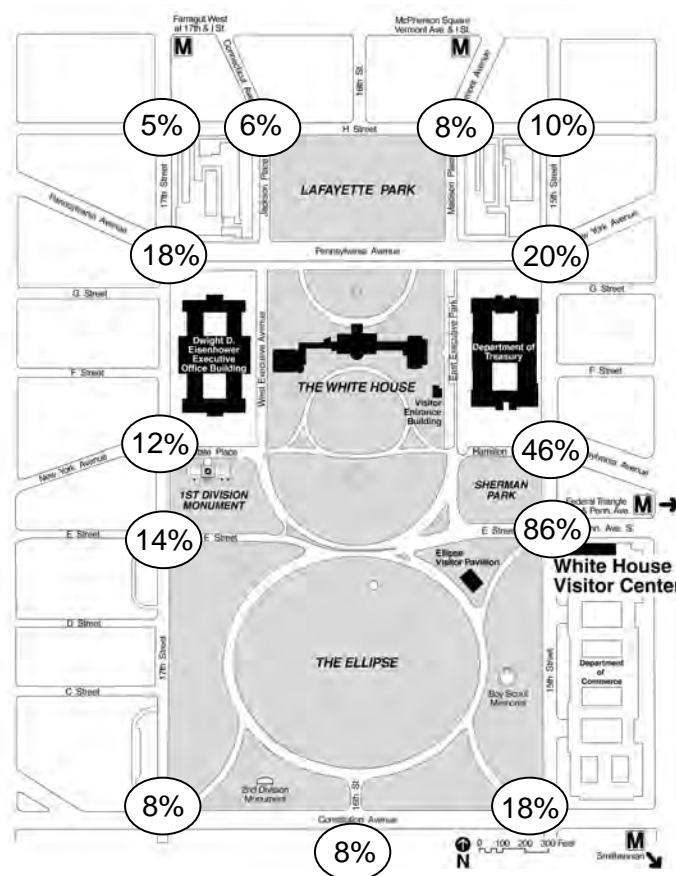 Farragut West
at 17th & I St.
M
McPherson Square
Vermont Ave. & I St.
M
Connecticut
16th St.
Avenue
5%
6%
8%
10%
H Street
17th Street
Jackson Place
LAFAYETTE PARK
Madison Place
15th Street
Pennsylvania Avenue
York Avenue
18%
Pennsylvania Avenue
20%
G Street
G Street
Dwight D.
Eisenhower
Executive
Office Building
West Executive Avenue
THE WHITE HOUSE
East Executive Park
Department of
Treasury
Visitor
Entrance
Building
F Street
F Street
New York Avenue
12%
Place
Hamilton
46%
Avenue
1ST DIVISION
MONUMENT
SHERMAN
PARK
Federal Triangle
& Penn. Ave.
M
E Street
14%
E Street
E Street
86%
Ave. S.
Ellipse
Visitor Pavilion
White House
Visitor Center
D Street
17th Street
THE ELLIPSE
15th Street
Department
of
Commerce
C Street
Boy Scout
Memorial
8%
2nd Division
Monument
16th St.
18%
Constitution Avenue
8%
N
0 100 200 300 Feet
M
Smithsonian